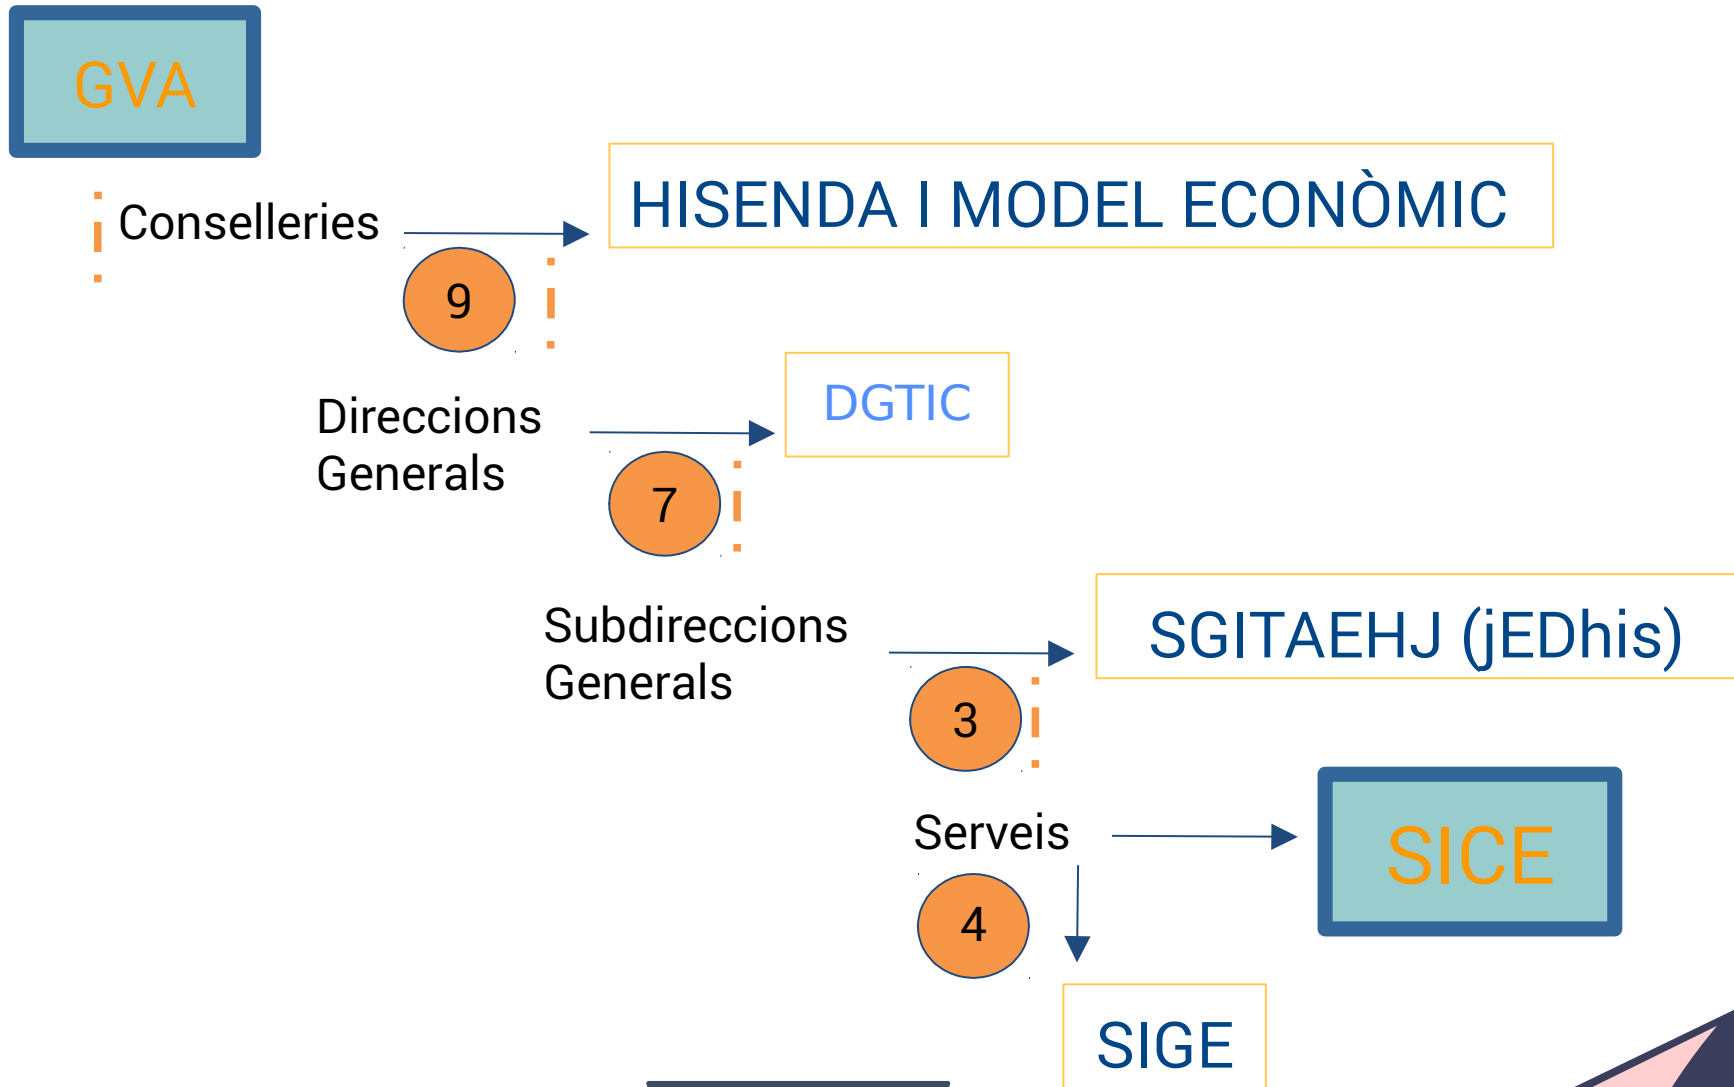 GVA
Conselleries
HISENDA I MODEL ECONÒMIC
9
Direccions
Generals
DGTIC
7
Subdireccions
Generals
SGITAEHJ (jEDhis)
3
Serveis
SICE
4
SIGE